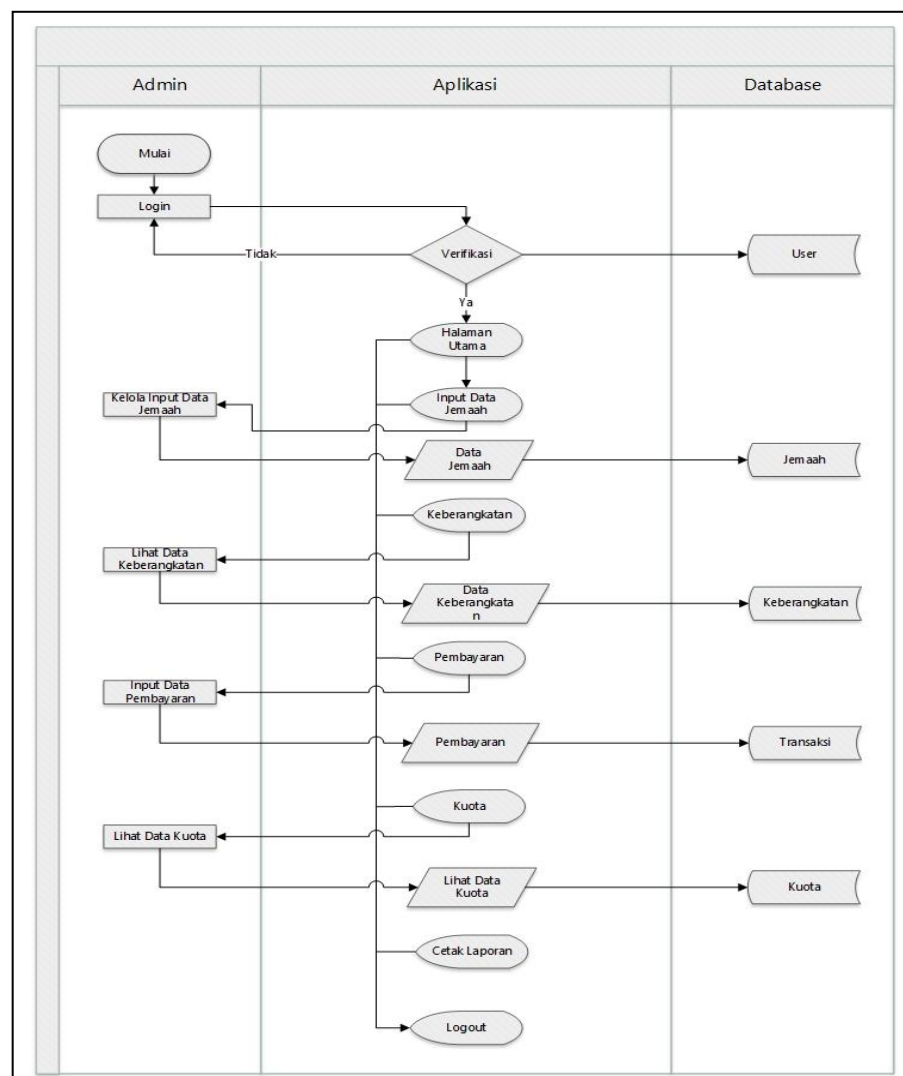 Admin
Aplikasi
Database
Mulai
Login
Verifikasi
Tidak
User
Ya
Halaman
Utama
Kelola Input Data
Jemaah
Input Data
Jemaah
Data
Jemaah
Jemaah
Keberangkatan
Lihat Data
Keberangkatan
Data
Keberangkata
n
Keberangkatan
Pembayaran
Input Data
Pembayaran
Pembayaran
Transaksi
Kuota
Lihat Data Kuota
Lihat Data
Kuota
Kuota
Cetak Laporan
Logout